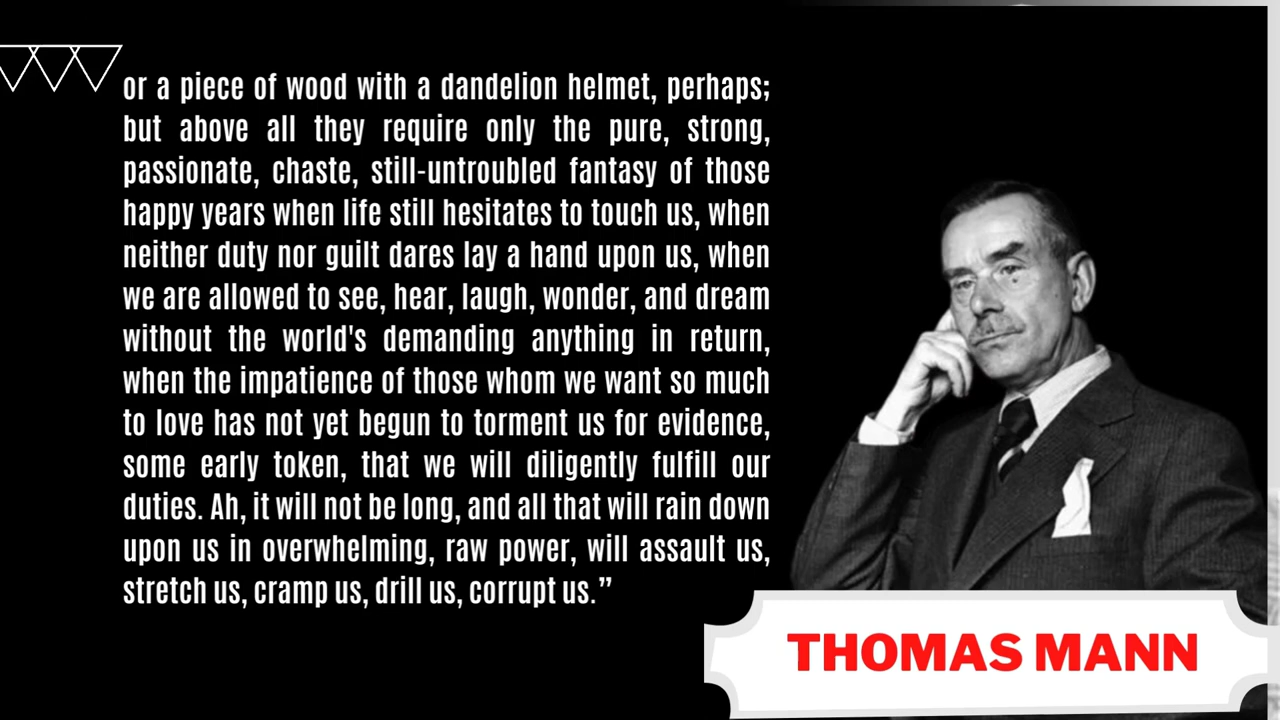 or a piece of wood with a dandelion helmet, perhaps;
but above all they require only the pure, strong,
passionate, chaste, still-untroubled fantasy of those
happy years when life still hesitates to touch us, when
neither duty nor guilt dares lay a hand upon us, when
we are allowed to see, hear, laugh, wonder, and dream
without the world's demanding anything in return,
when the impatience of those whom we want so much
to love has not yet begun to torment us for evidence,
some early token, that we will diligently fulfill our
duties. Ah, it will not be long, and all that will rain down
upon us in overwhelming, raw power, will assault us,
stretch us, cramp us, drill us, corrupt us.”
THOMAS MANN